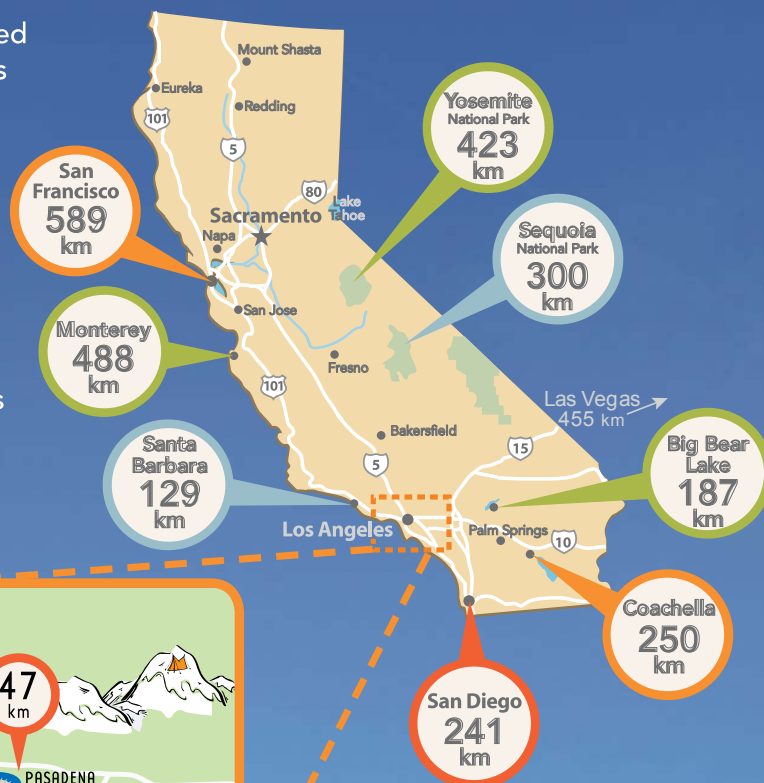 ed
s
Mount Shasta
Eureka
Redding
101
5
Yosemite
National Park
423
km
San
Francisco
589
km
80
Lake
Tahoe
Sacramento
Napa
Sequoia
National Park
300
km
San Jose
Monterey
488
km
Fresno
101
s
Las Vegas
455 km
Bakersfield
Santa
Barbara
129
km
5
15
Big Bear
Lake
187
km
Los Angeles
Palm Springs
10
Coachella
250
km
San Diego
241
km
47
km
PASADENA